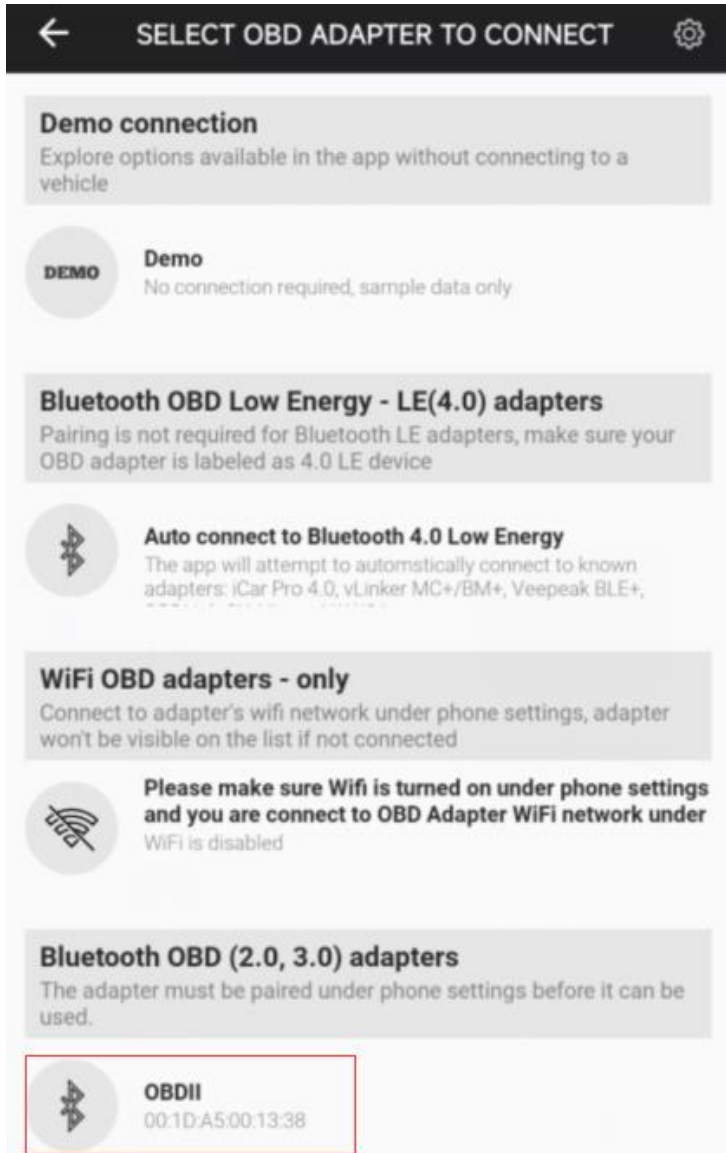 SELECT OBD ADAPTER TO CONNECT
Demo connection
Explore options available in the app without connecting to a
vehicle
DEMO
Demo
No connection required, sample data only
Bluetooth OBD Low Energy - LE(4.0) adapters
Pairing is not required for Bluetooth LE adapters, make sure your
OBD adapter is labeled as 4.0 LE device
Auto connect to Bluetooth 4.0 Low Energy
The app will attempt to automstically connect to known
adapters: iCar Pro 4.0, vLinker MC+/BM+, Veepeak BLE+,
WiFi OBD adapters - only
Connect to adapter's wifi network under phone settings, adapter
won't be visible on the list if not connected
Please make sure Wifi is turned on under phone settings
and you are connect to OBD Adapter WiFi network under
WiFi is disabled
Bluetooth OBD (2.0, 3.0) adapters
The adapter must be paired under phone settings before it can be
used.
OBDII
00:1D:A5:00:13:38